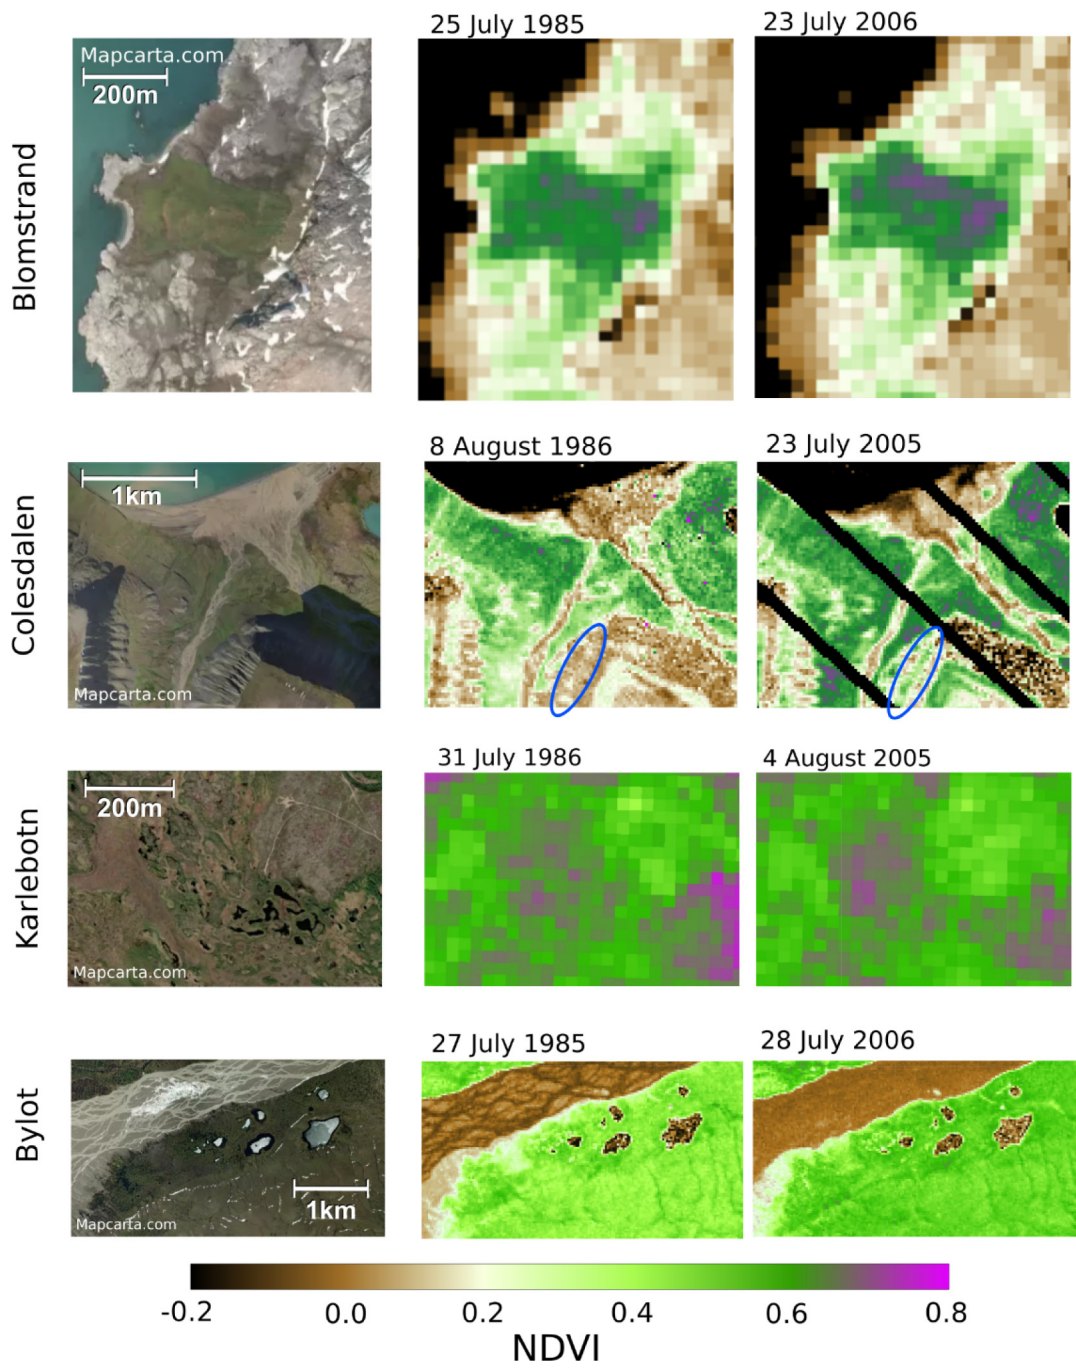 25 July 1985
23 July 2006
Blomstrand
Mapcarta.com
200m
8 August 1986
23 July 2005
Colesdalen
1km
Mapcarta.com
31 July 1986
4 August 2005
Karlebotn
200m
Mapcarta.com
27 July 1985
28 July 2006
Bylot
1km
Mapcarta.com
-0.2 0.0 0.2 0.4 0.6 0.8
NDVI